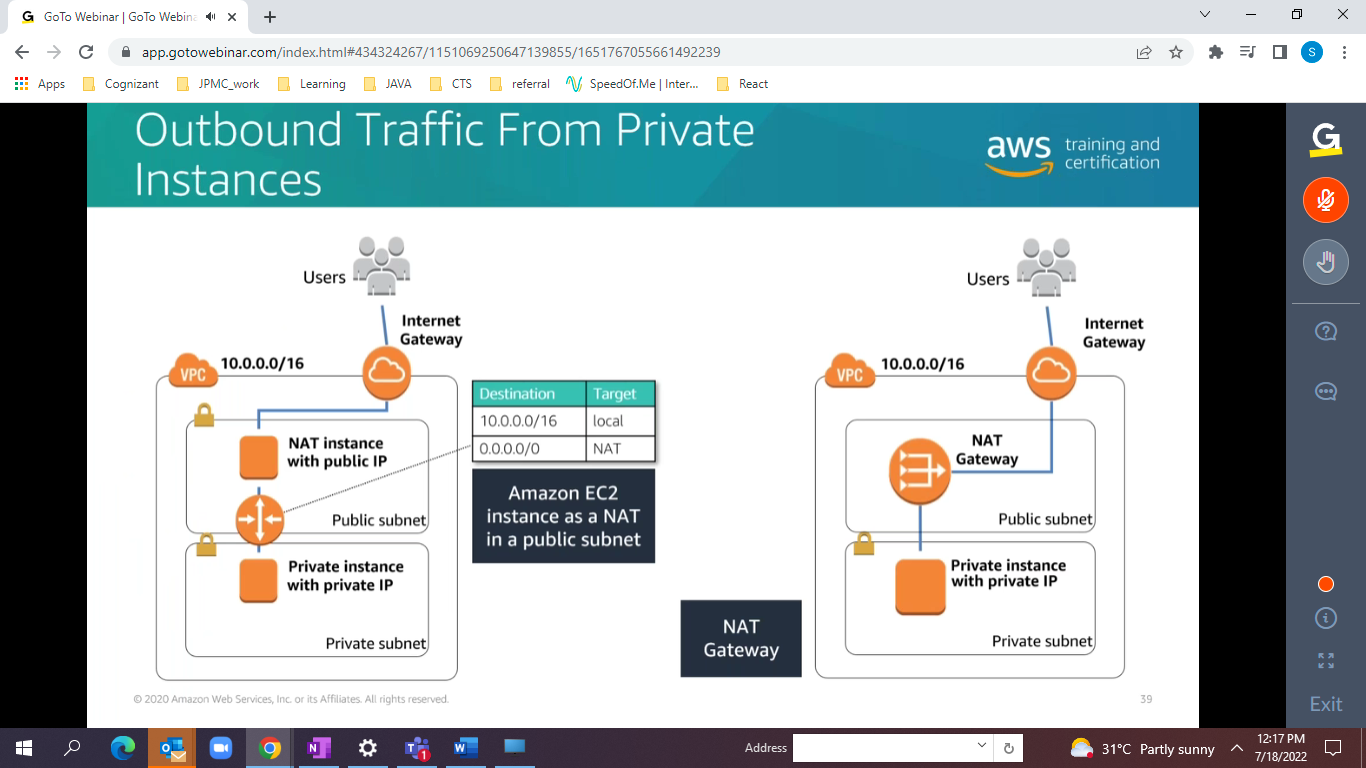 GoTo Webinar | GoTo Webina
app.gotowebinar.com/index.html#434324267/1151069250647139855/1651767055661492239
S
Apps
Cognizant
JPMC_work
Learning
JAVA
CTS
referral
SpeedOf.Me | Inter...
React
Outbound Traffic From Private
Instances
aws
training and
certification
Users
Internet
Gateway
VPC
10.0.0.0/16
NAT instance
with public IP
Public subnet
Private instance
with private IP
Private subnet
Destination Target
10.0.0.0/16 local
0.0.0.0/0 NAT
Amazon EC2
instance as a NAT
in a public subnet
NAT
Gateway
Users
Internet
Gateway
VPC
10.0.0.0/16
NAT
Gateway
Public subnet
Private instance
with private IP
Private subnet
© 2020 Amazon Web Services, Inc. or its Affiliates. All rights reserved.
39
Exit
Address
31°C Partly sunny
12:17 PM
7/18/2022
1